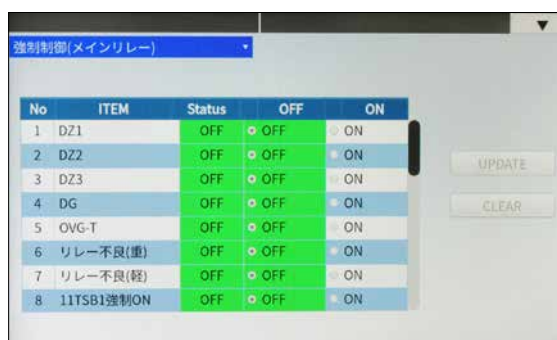 強制制御(メインリレー)
No ITEM Status OFF ON
1 DZ1 OFF OFF ON
2 DZ2 OFF OFF ON
3 DZ3 OFF OFF ON
4 DG OFF OFF ON
5 OVG-T OFF OFF ON
6 リレー不良(重) OFF OFF ON
7 リレー不良(軽) OFF OFF ON
8 11TSB1強制ON OFF OFF ON
UPDATE
CLEAR